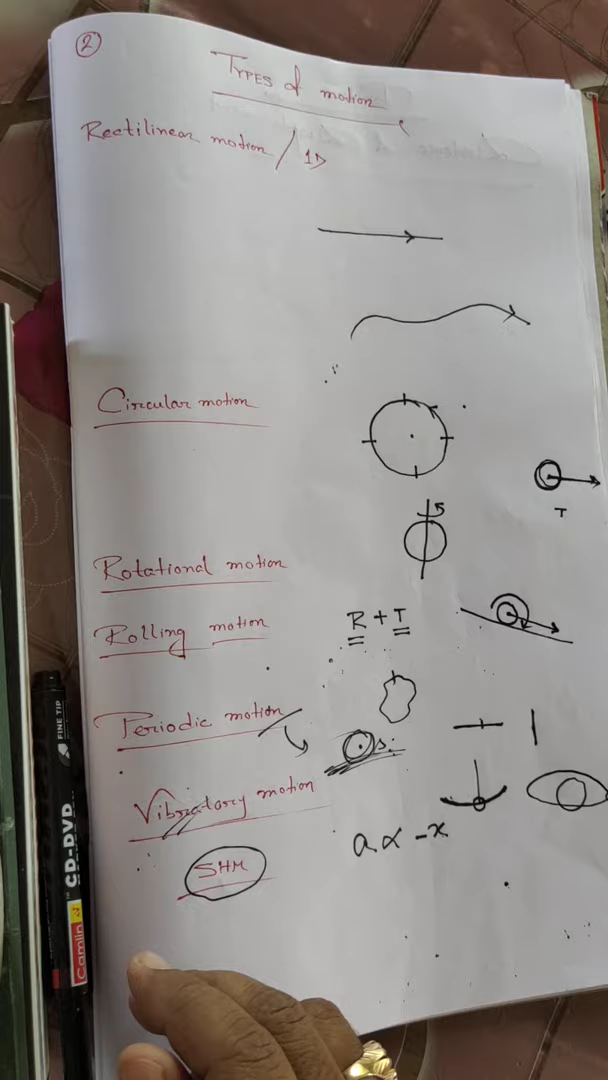 2
TYPES of motion
Rectilinear motion / 1D
Circular motion
T
Rotational motion
Rolling motion
R + T
Periodic motion
Vibratory motion
a ∝ -x
SHM
FINE TIP
CD-DVD
Camlin